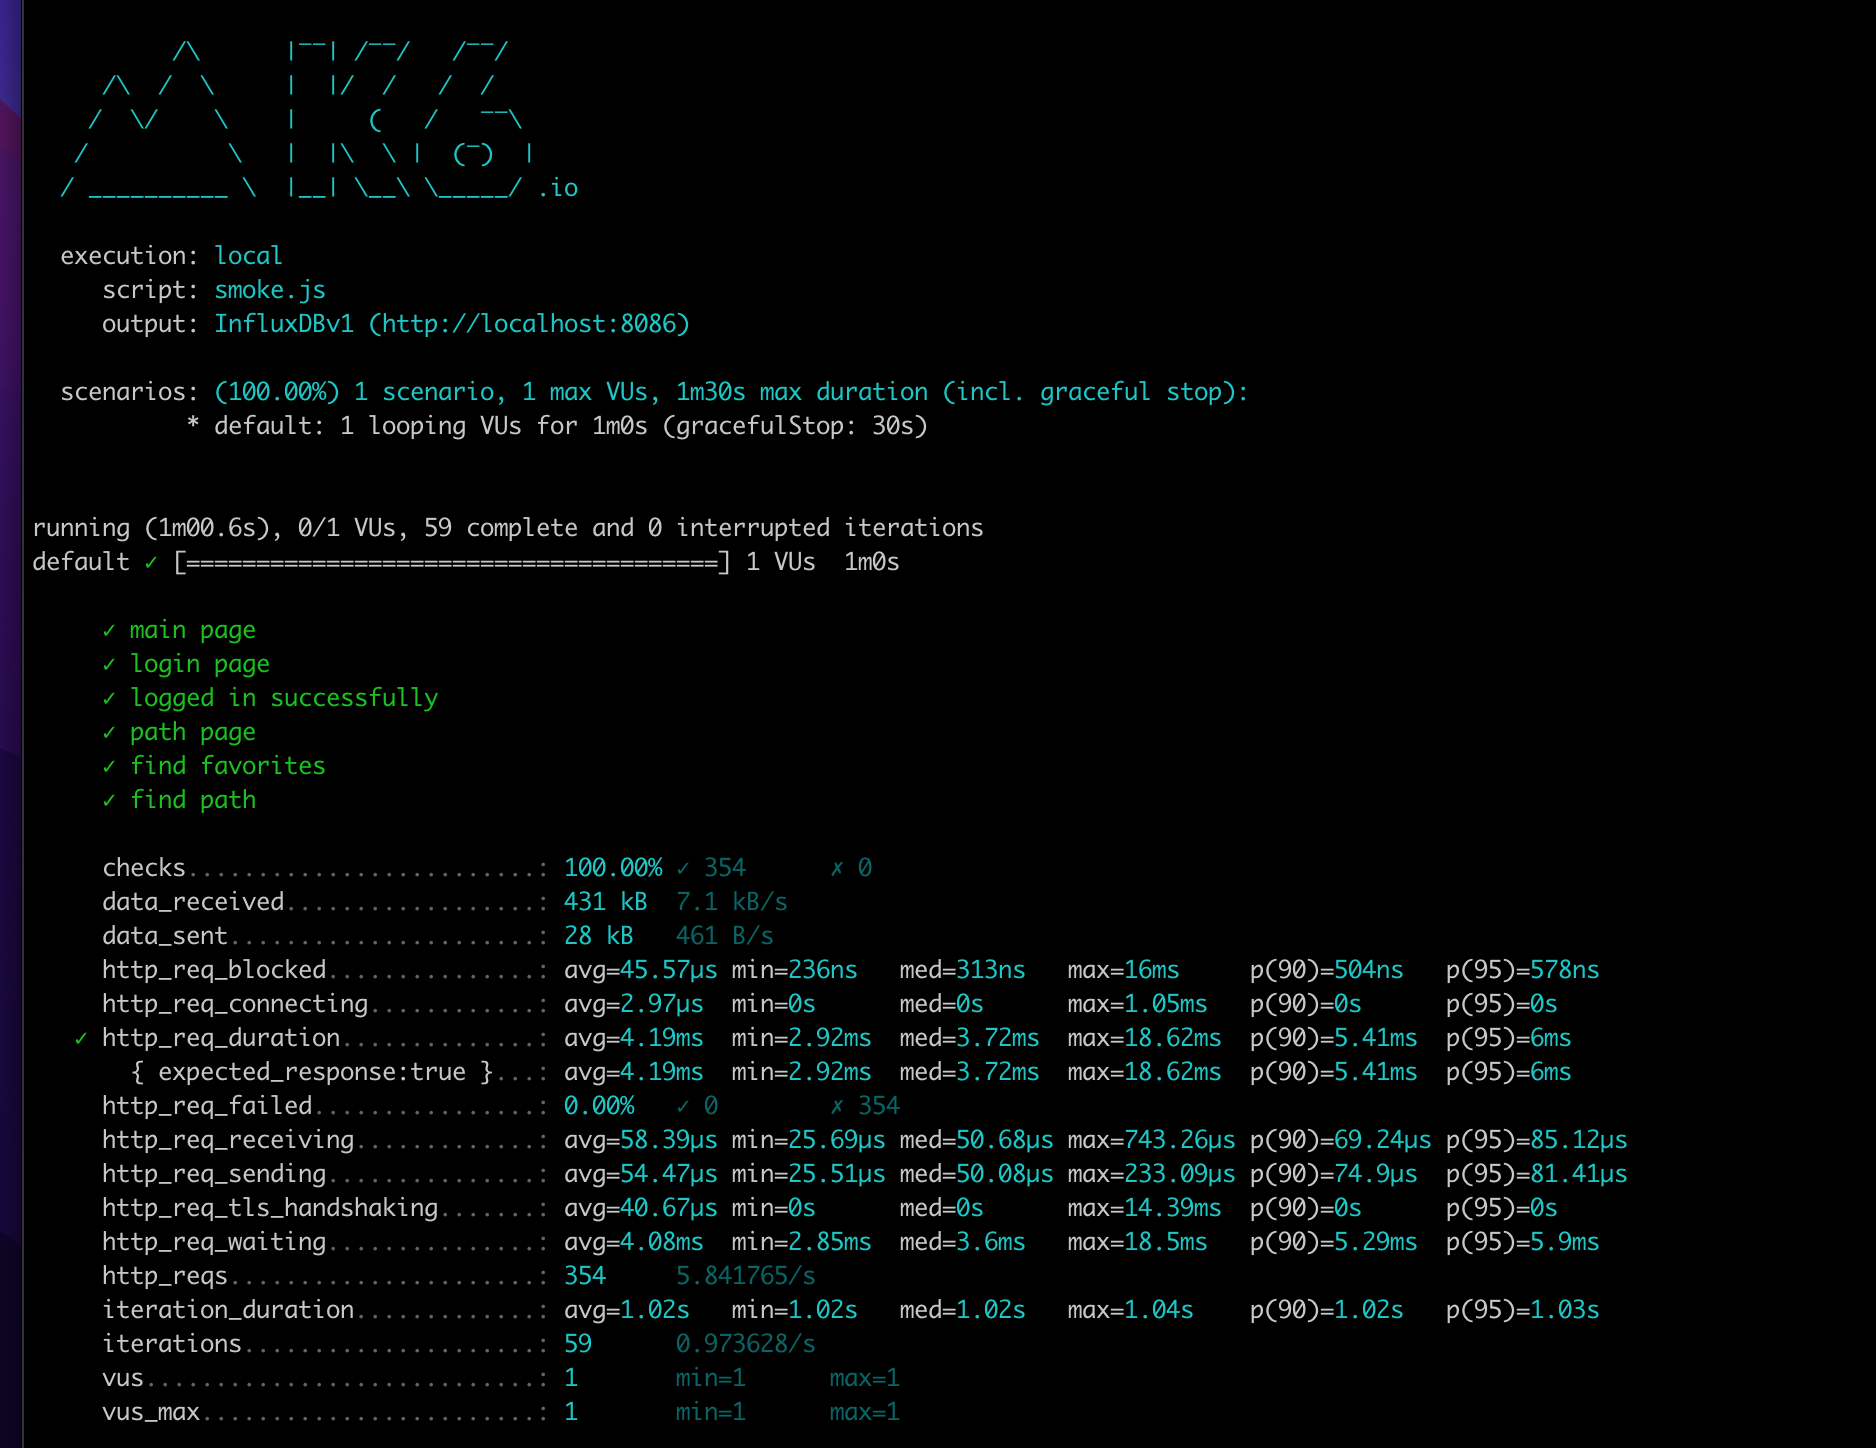 /\      |‾‾| /‾‾/   /‾‾/
     /\  /  \     |  |/  /   /  /
    /  \/    \    |     (   /   ‾‾\
   /          \   |  |\  \ |  (‾)  |
  / __________ \  |__| \__\ \_____/ .io
execution: local
script: smoke.js
output: InfluxDBv1 (http://localhost:8086)
scenarios: (100.00%) 1 scenario, 1 max VUs, 1m30s max duration (incl. graceful stop):
* default: 1 looping VUs for 1m0s (gracefulStop: 30s)
running (1m00.6s), 0/1 VUs, 59 complete and 0 interrupted iterations
default ✓ [======================================] 1 VUs  1m0s
✓ main page
✓ login page
✓ logged in successfully
✓ path page
✓ find favorites
✓ find path
checks.........................: 100.00% ✓ 354      ✗ 0
data_received..................: 431 kB  7.1 kB/s
data_sent......................: 28 kB   461 B/s
http_req_blocked...............: avg=45.57µs min=236ns   med=313ns   max=16ms     p(90)=504ns   p(95)=578ns
http_req_connecting............: avg=2.97µs  min=0s      med=0s      max=1.05ms   p(90)=0s      p(95)=0s
✓ http_req_duration..............: avg=4.19ms  min=2.92ms  med=3.72ms  max=18.62ms  p(90)=5.41ms  p(95)=6ms
{ expected_response:true }...: avg=4.19ms  min=2.92ms  med=3.72ms  max=18.62ms  p(90)=5.41ms  p(95)=6ms
http_req_failed................: 0.00%   ✓ 0        ✗ 354
http_req_receiving.............: avg=58.39µs min=25.69µs med=50.68µs max=743.26µs p(90)=69.24µs p(95)=85.12µs
http_req_sending...............: avg=54.47µs min=25.51µs med=50.08µs max=233.09µs p(90)=74.9µs  p(95)=81.41µs
http_req_tls_handshaking.......: avg=40.67µs min=0s      med=0s      max=14.39ms  p(90)=0s      p(95)=0s
http_req_waiting...............: avg=4.08ms  min=2.85ms  med=3.6ms   max=18.5ms   p(90)=5.29ms  p(95)=5.9ms
http_reqs......................: 354     5.841765/s
iteration_duration.............: avg=1.02s   min=1.02s   med=1.02s   max=1.04s    p(90)=1.02s   p(95)=1.03s
iterations.....................: 59      0.973628/s
vus............................: 1       min=1      max=1
vus_max........................: 1       min=1      max=1